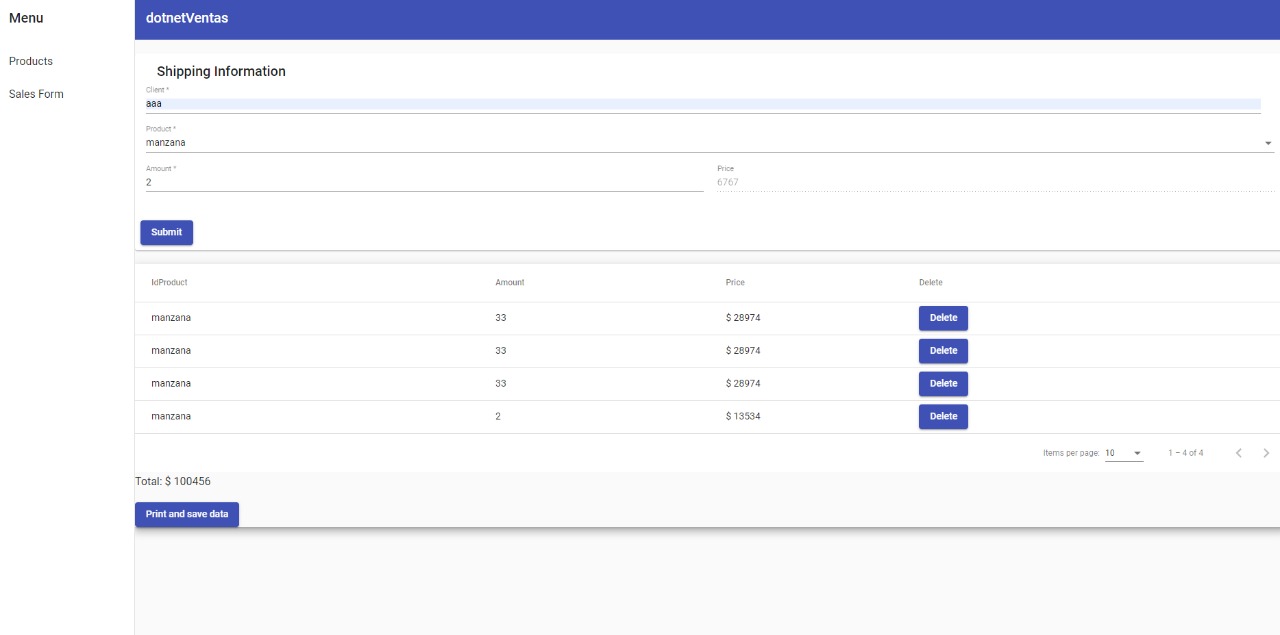 Menu
dotnetVentas
Products
Sales Form
Shipping Information
Client *
aaa
Product *
manzana
Amount *
Price
2
6767
Submit
IdProduct Amount Price Delete
manzana 33 $ 28974 Delete
manzana 33 $ 28974 Delete
manzana 33 $ 28974 Delete
manzana 2 $ 13534 Delete
Items per page: 10 1 – 4 of 4
Total: $ 100456
Print and save data